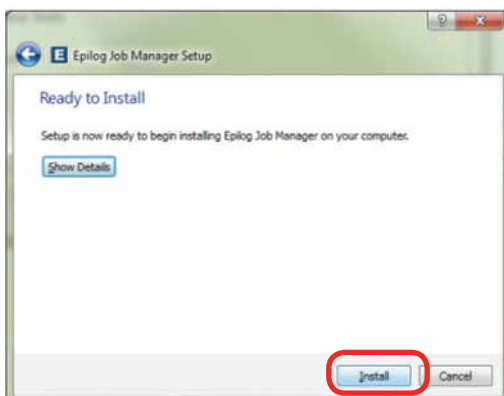 Epilog Job Manager Setup
Ready to Install
Setup is now ready to begin installing Epilog Job Manager on your computer.
Show Details
Install
Cancel